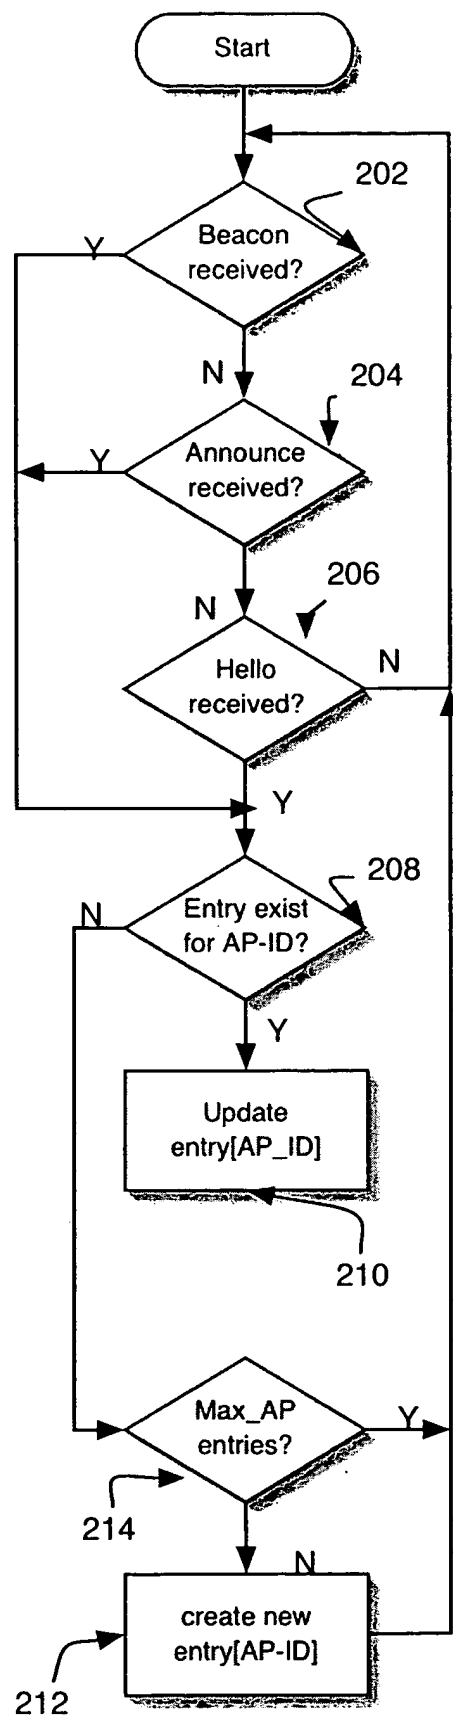 Start
202
Beacon
received?
Y
N
204
Announce
received?
Y
N
206
Hello
received?
N
Y
208
Entry exist
for AP-ID?
N
Y
Update
entry[AP_ID]
210
Max_AP
entries?
Y
214
N
create new
entry[AP-ID]
212